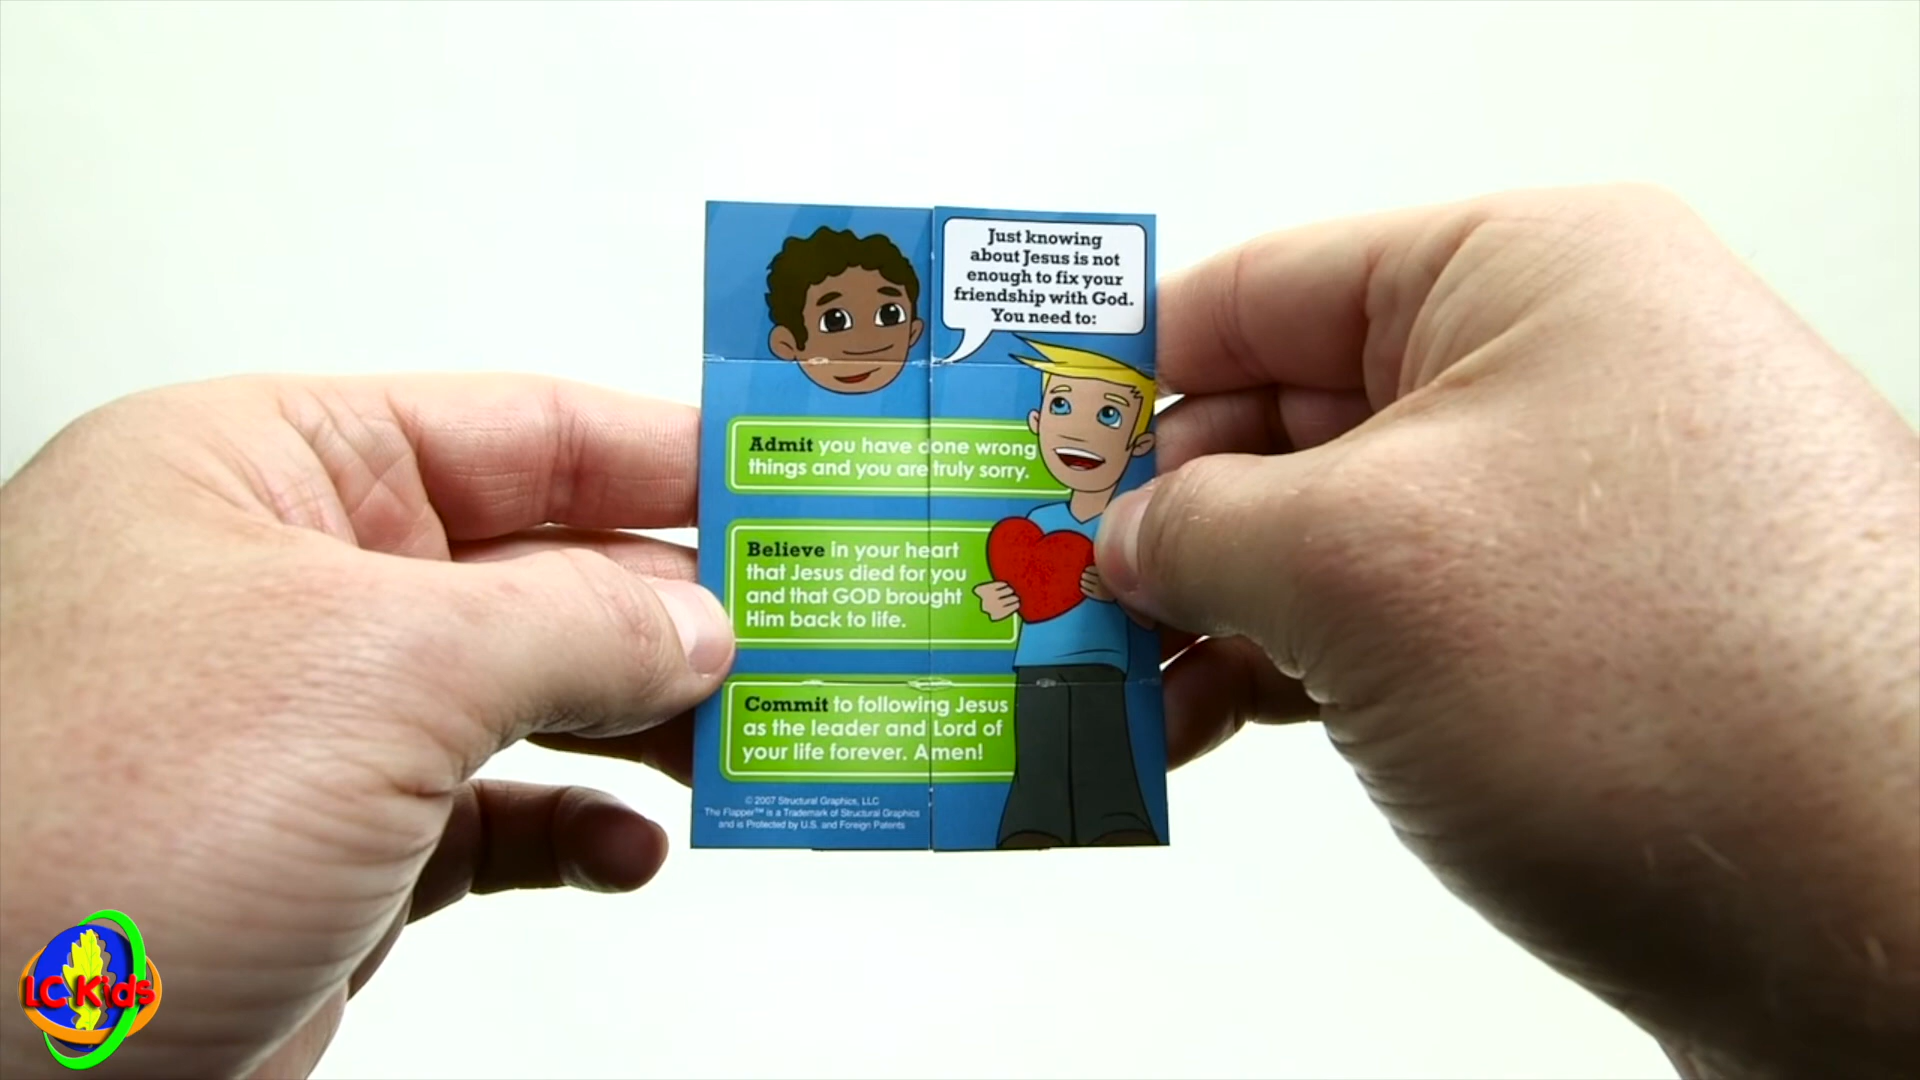 Just knowing
about Jesus is not
enough to fix your
friendship with God.
You need to:
Admit you have done wrong
things and you are truly sorry.
Believe in your heart
that Jesus died for you
and that GOD brought
Him back to life.
Commit to following Jesus
as the leader and Lord of
your life forever. Amen!
© 2007 Structural Graphics, LLC
The Flapper™ is a Trademark of Structural Graphics
and is Protected by U.S. and Foreign Patents
LC Kids